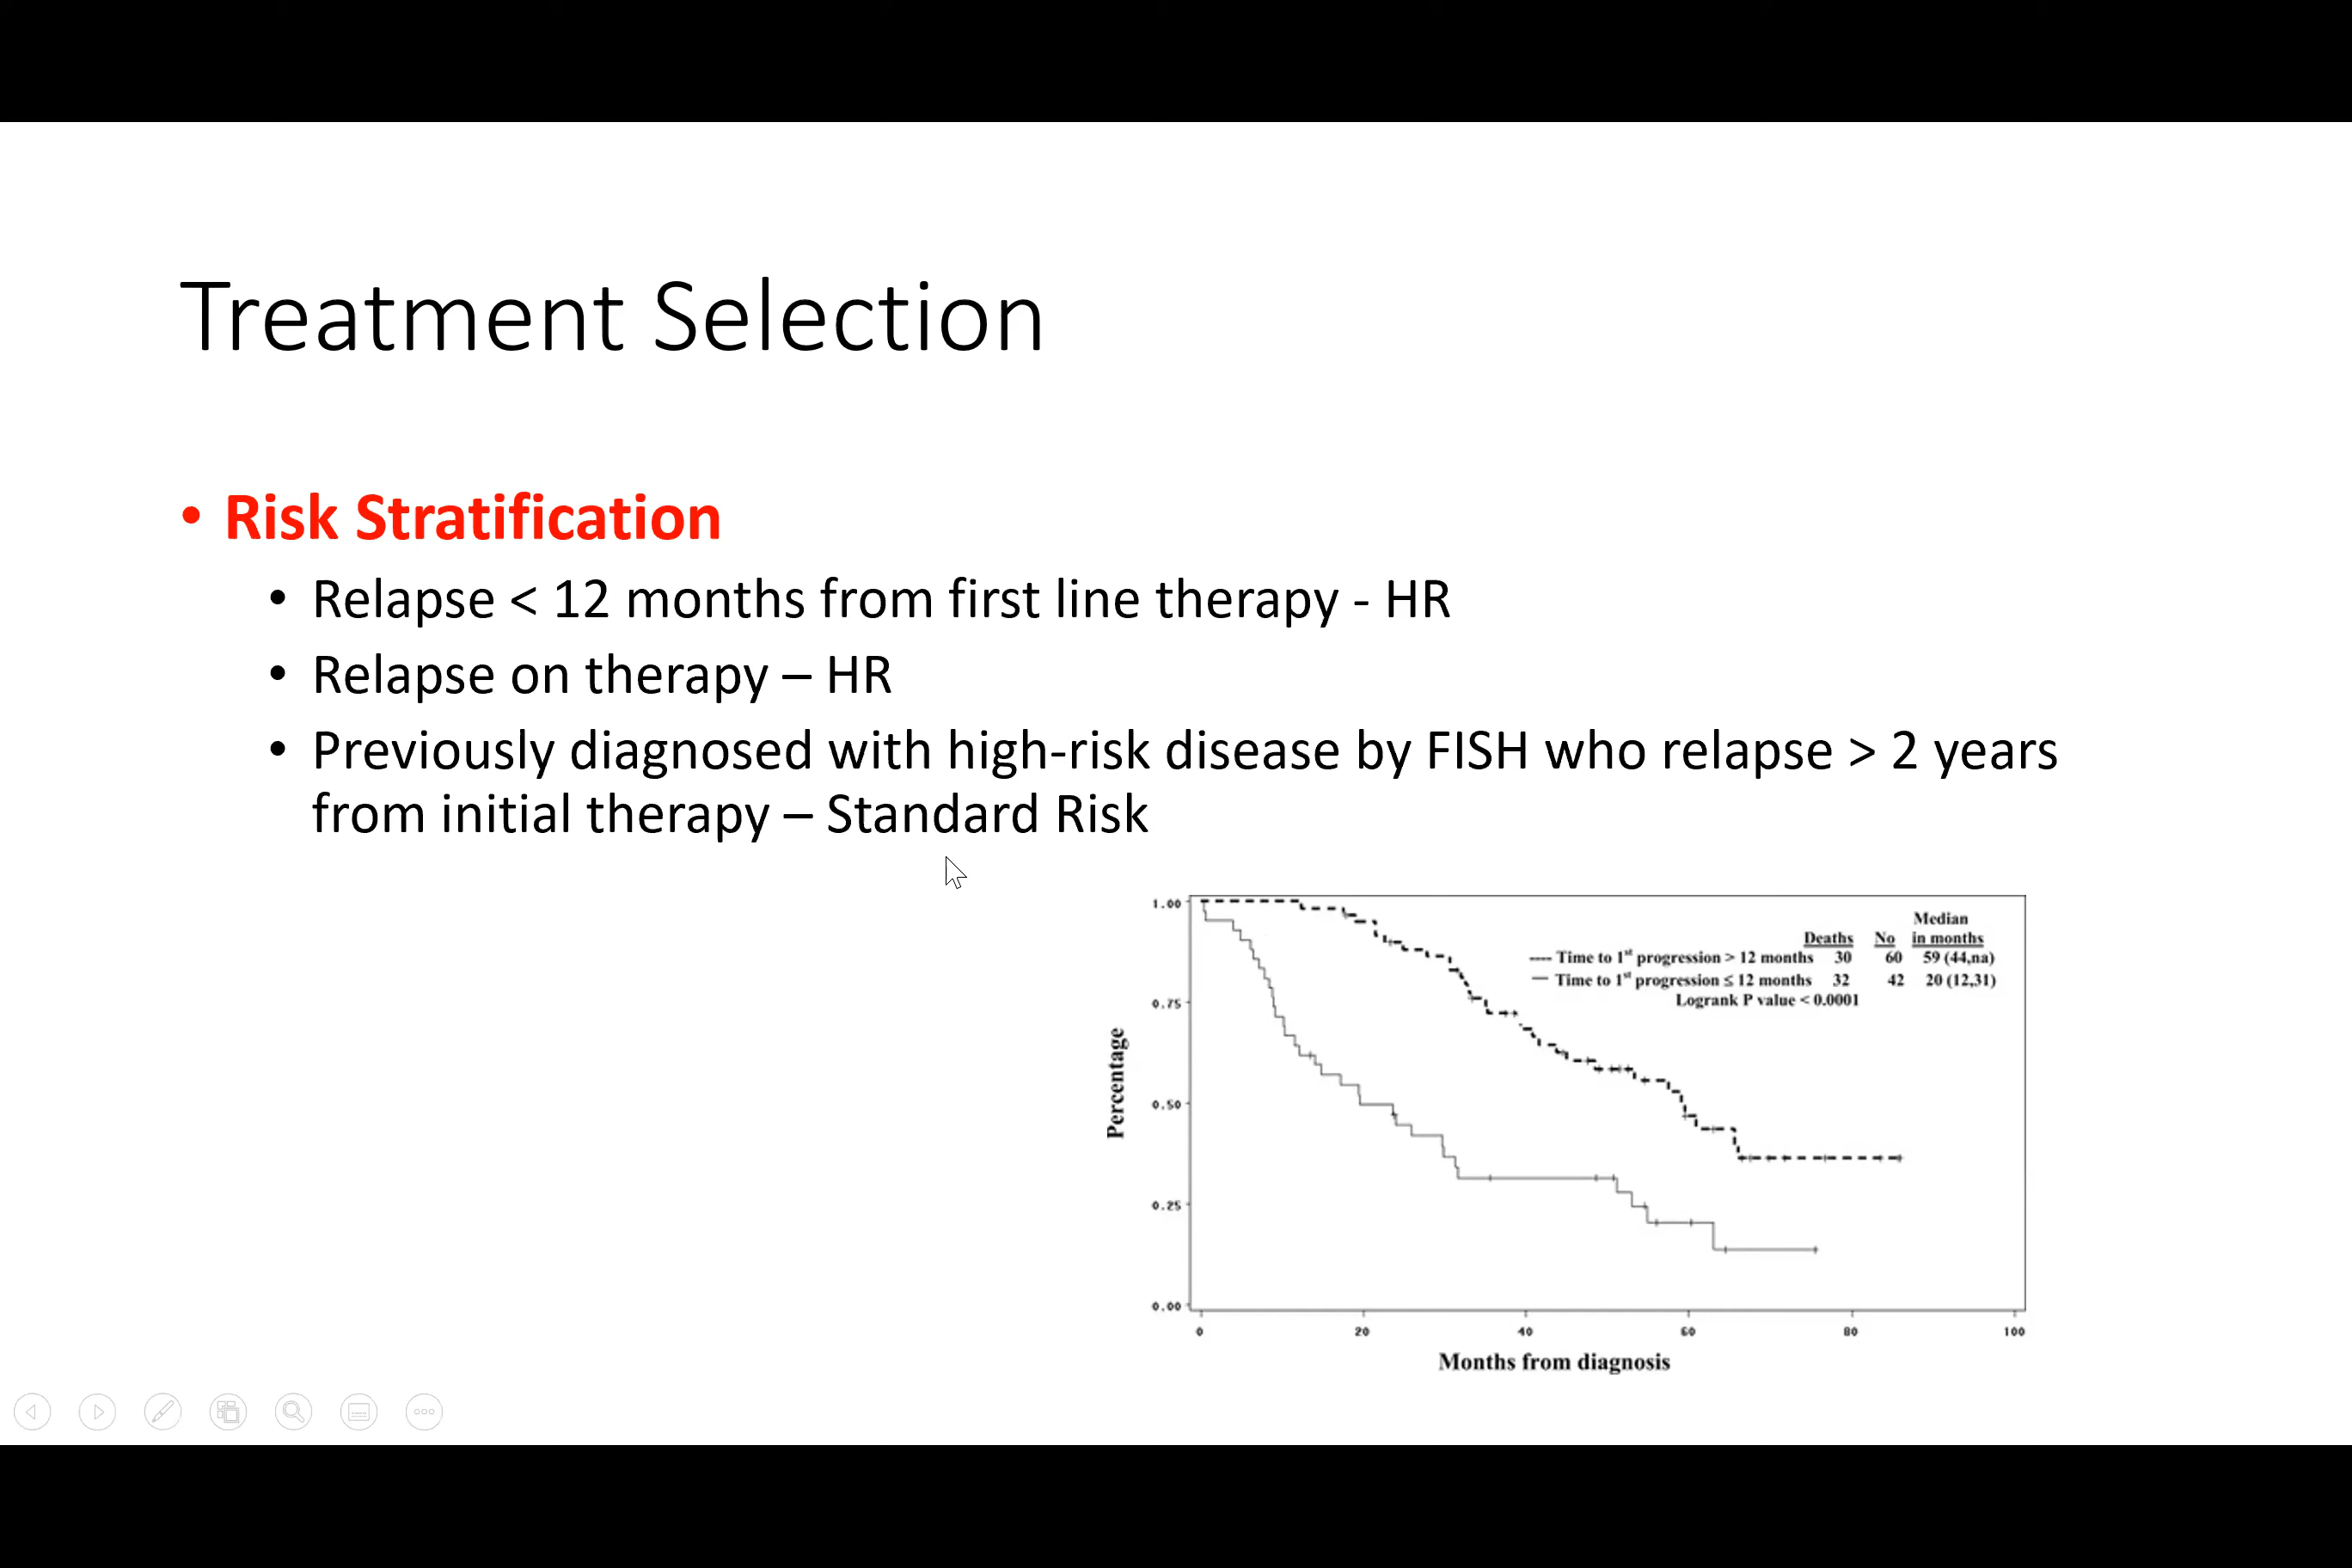 Treatment Selection
• Risk Stratification
• Relapse < 12 months from first line therapy - HR
• Relapse on therapy – HR
• Previously diagnosed with high-risk disease by FISH who relapse > 2 years
from initial therapy – Standard Risk
Median
Deaths No in months
---- Time to 1st progression > 12 months 30 60 59 (44,na)
— Time to 1st progression ≤ 12 months 32 42 20 (12,31)
Logrank P value < 0.0001
Percentage
1.00
0.75
0.50
0.25
0.00
0 20 40 60 80 100
Months from diagnosis